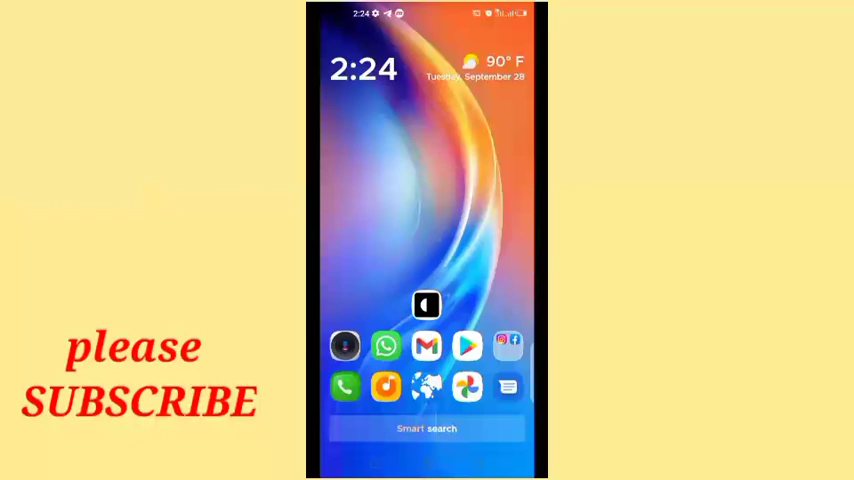 2:24
2:24
90° F
Tuesday, September 28
please
SUBSCRIBE
Smart search